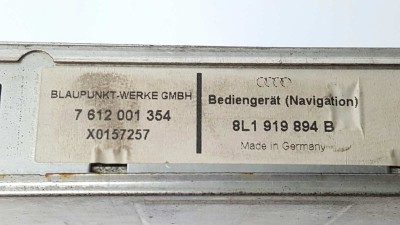 BLAUPUNKT-WERKE GMBH
7 612 001 354
X0157257
Bediengerät (Navigation)
8L1 919 894 B
Made in Germany